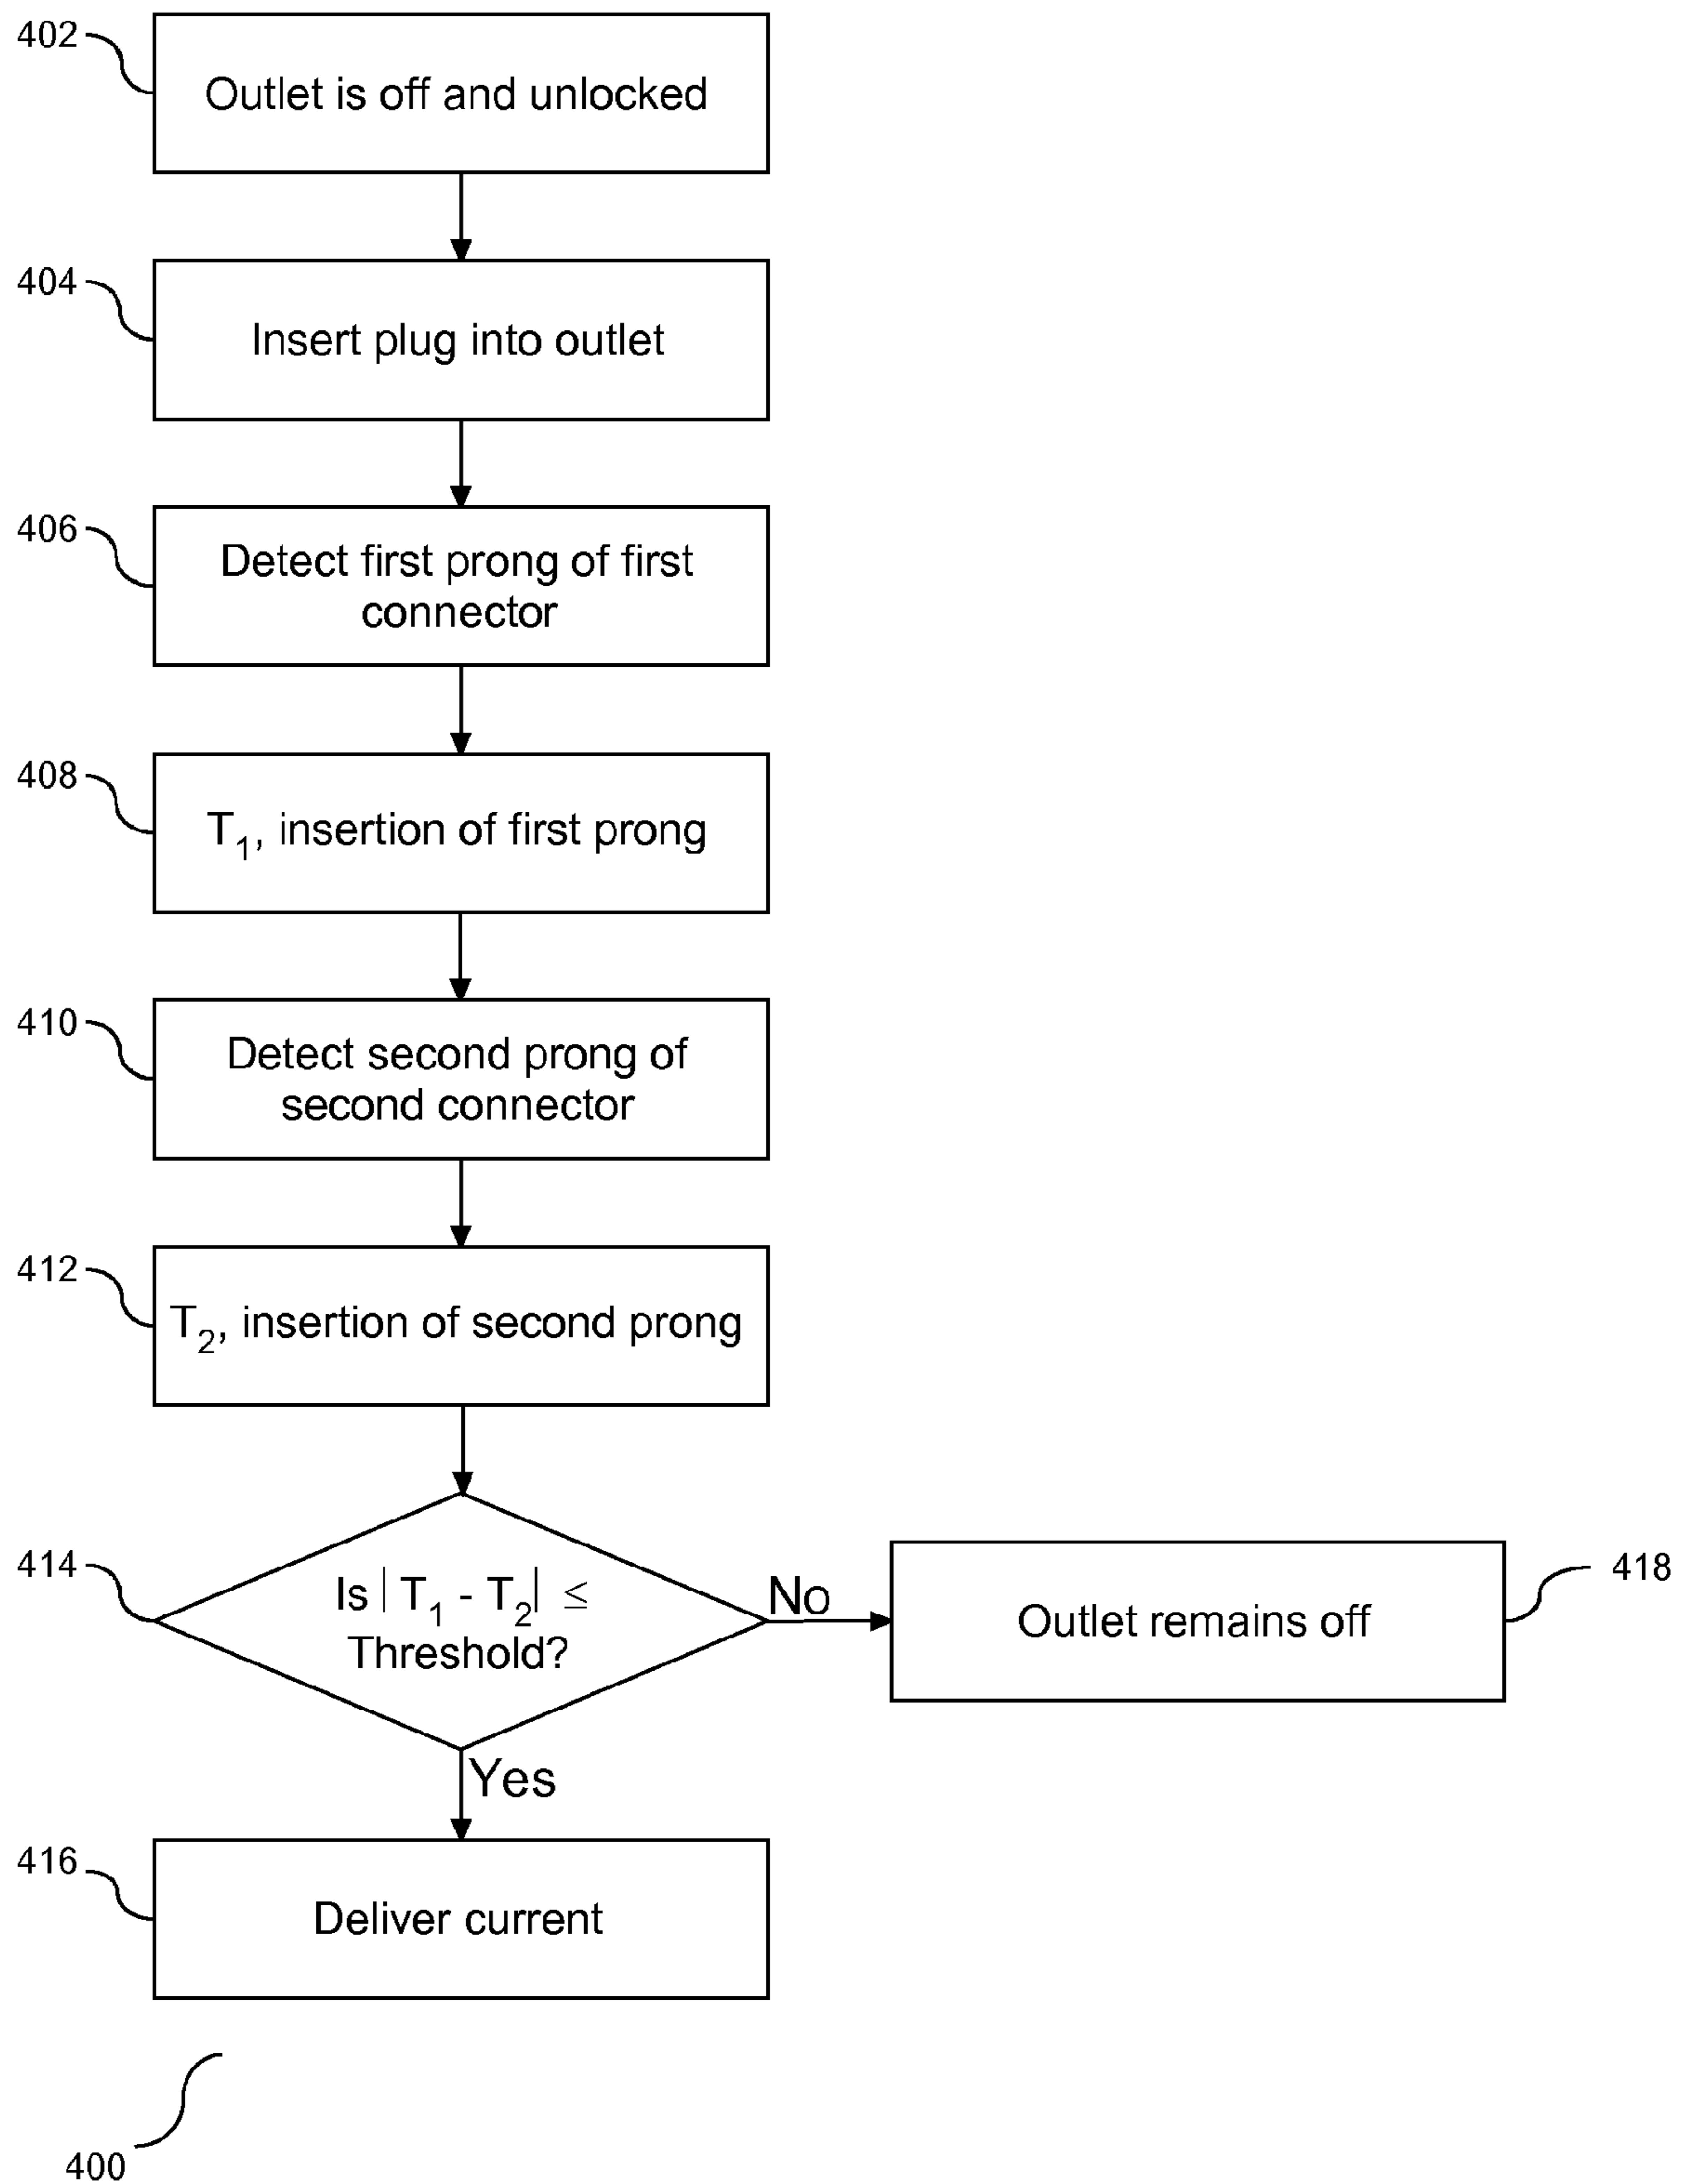 402
Outlet is off and unlocked
404
Insert plug into outlet
406
Detect first prong of first
connector
408
T1, insertion of first prong
410
Detect second prong of
second connector
412
T2, insertion of second prong
414
Is | T1 - T2| ≤
Threshold?
No
Outlet remains off
418
Yes
416
Deliver current
400